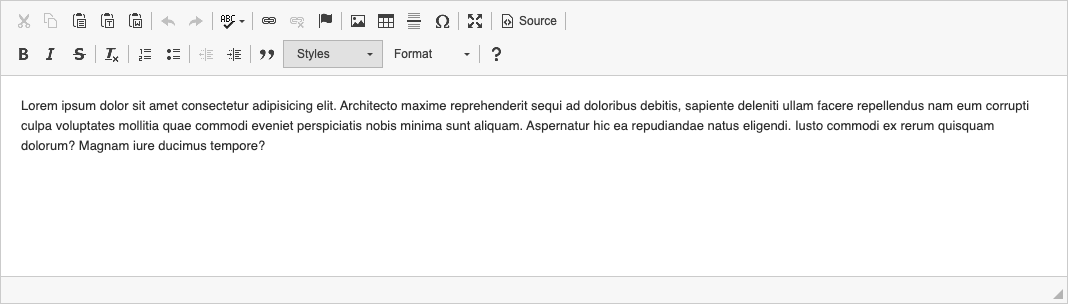 ABC Source
B I S Tx Styles Format ?
Lorem ipsum dolor sit amet consectetur adipisicing elit. Architecto maxime reprehenderit sequi ad doloribus debitis, sapiente deleniti ullam facere repellendus nam eum corrupti
culpa voluptates mollitia quae commodi eveniet perspiciatis nobis minima sunt aliquam. Aspernatur hic ea repudiandae natus eligendi. Iusto commodi ex rerum quisquam
dolorum? Magnam iure ducimus tempore?